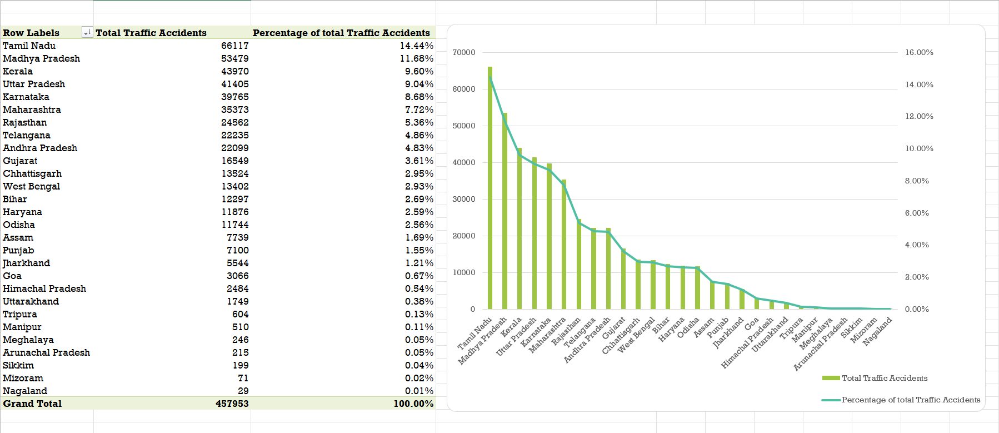 Row Labels Total Traffic Accidents Percentage of total Traffic Accidents
Tamil Nadu 66117 14.44%
Madhya Pradesh 53479 11.68%
Kerala 43970 9.60%
Uttar Pradesh 41405 9.04%
Karnataka 39765 8.68%
Maharashtra 35373 7.72%
Rajasthan 24562 5.36%
Telangana 22235 4.86%
Andhra Pradesh 22099 4.83%
Gujarat 16549 3.61%
Chhattisgarh 13524 2.95%
West Bengal 13402 2.93%
Bihar 12297 2.69%
Haryana 11876 2.59%
Odisha 11744 2.56%
Assam 7739 1.69%
Punjab 7100 1.55%
Jharkhand 5544 1.21%
Goa 3066 0.67%
Himachal Pradesh 2484 0.54%
Uttarakhand 1749 0.38%
Tripura 604 0.13%
Manipur 510 0.11%
Meghalaya 246 0.05%
Arunachal Pradesh 215 0.05%
Sikkim 199 0.04%
Mizoram 71 0.02%
Nagaland 29 0.01%
Grand Total 457953 100.00%
70000
60000
50000
40000
30000
20000
10000
0
16.00%
14.00%
12.00%
10.00%
8.00%
6.00%
4.00%
2.00%
0.00%
Tamil Nadu
Madhya Pradesh
Kerala
Uttar Pradesh
Karnataka
Maharashtra
Rajasthan
Telangana
Andhra Pradesh
Gujarat
Chhattisgarh
West Bengal
Bihar
Haryana
Odisha
Assam
Punjab
Jharkhand
Goa
Himachal Pradesh
Uttarakhand
Tripura
Manipur
Meghalaya
Arunachal Pradesh
Sikkim
Mizoram
Nagaland
Total Traffic Accidents
Percentage of total Traffic Accidents